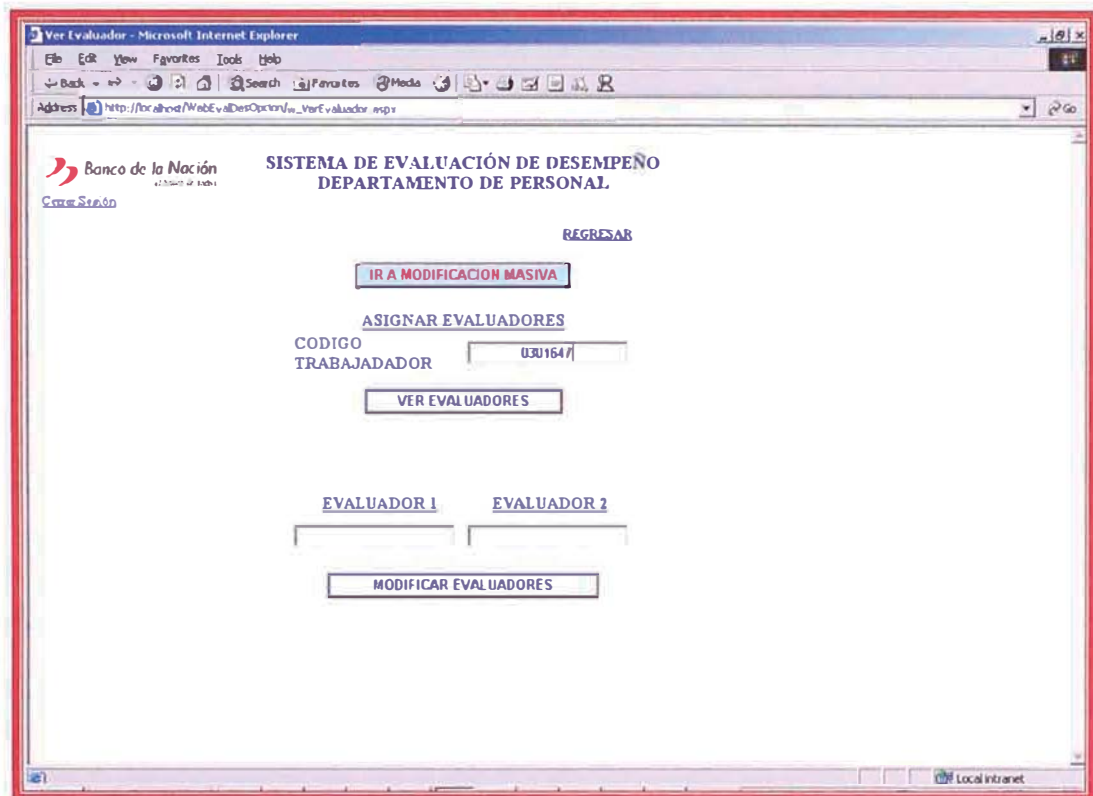 Ver Evaluador - Microsoft Internet Explorer
File Edit View Favorites Tools Help
Back Search Favorites Media
Address http://localhost/WebEvalDesOpcion/w_VerEvaluador.aspx Go
Banco de la Nación
SISTEMA DE EVALUACIÓN DE DESEMPEÑO
DEPARTAMENTO DE PERSONAL
Cerrar Sesión
REGRESAR
IR A MODIFICACION MASIVA
ASIGNAR EVALUADORES
CODIGO
TRABAJADADOR
0301647
VER EVALUADORES
EVALUADOR 1 EVALUADOR 2
MODIFICAR EVALUADORES
Local intranet